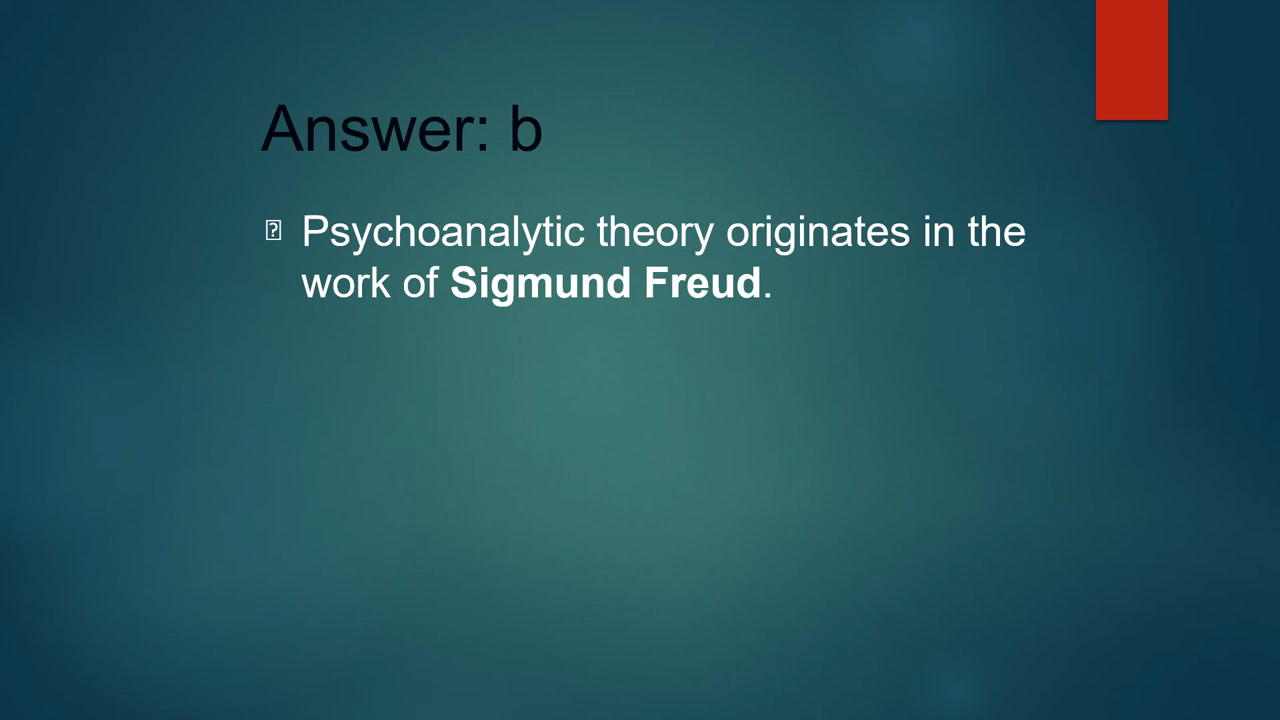 Answer: b
Psychoanalytic theory originates in the
work of Sigmund Freud.